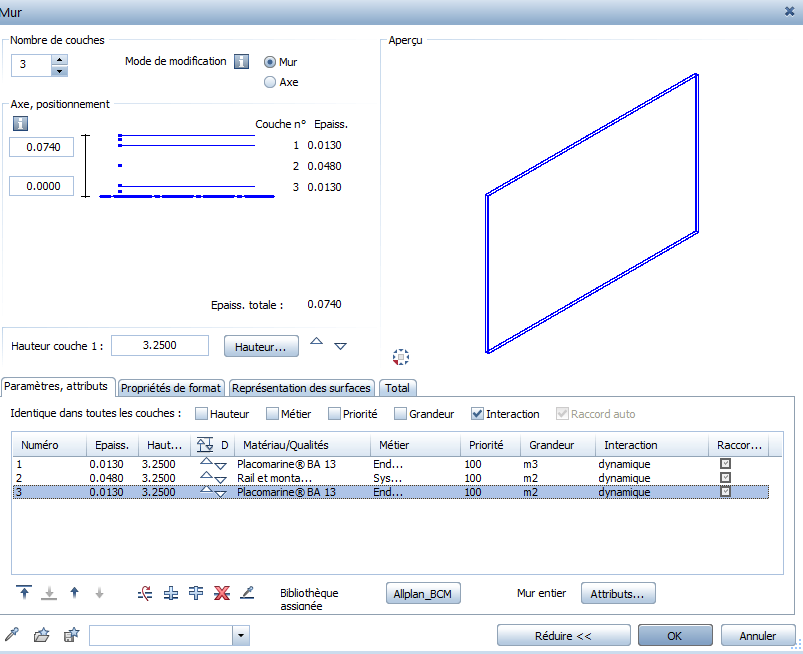 Mur
Nombre de couches
3
Mode de modification
Mur
Axe
Aperçu
Axe, positionnement
Couche n° Epaiss.
0.0740
1 0.0130
2 0.0480
0.0000
3 0.0130
Epaiss. totale : 0.0740
Hauteur couche 1 : 3.2500 Hauteur...
Paramètres, attributs Propriétés de format Représentation des surfaces Total
Identique dans toutes les couches : Hauteur Métier Priorité Grandeur Interaction Raccord auto
Numéro Epaiss. Haut... D Matériau/Qualités Métier Priorité Grandeur Interaction Raccor...
1 0.0130 3.2500 Placomarine® BA 13 End... 100 m3 dynamique
2 0.0480 3.2500 Rail et monta... Sys... 100 m2 dynamique
3 0.0130 3.2500 Placomarine® BA 13 End... 100 m2 dynamique
Bibliothèque
assignée
Allplan_BCM
Mur entier
Attributs...
Réduire << OK Annuler